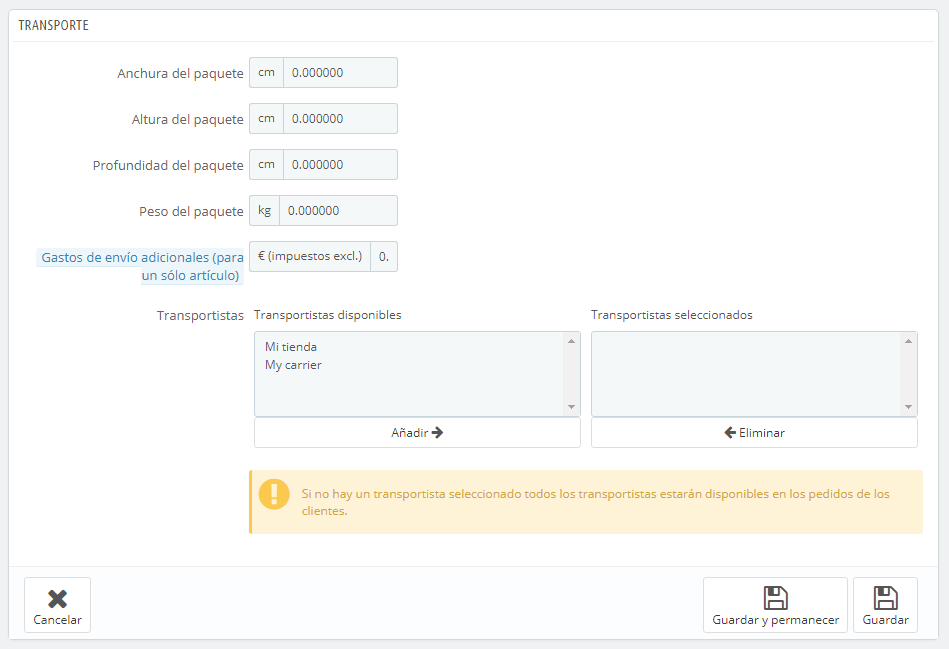 TRANSPORTE
Anchura del paquete cm 0.000000
Altura del paquete cm 0.000000
Profundidad del paquete cm 0.000000
Peso del paquete kg 0.000000
Gastos de envío adicionales (para
un sólo artículo)
€ (impuestos excl.) 0.
Transportistas
Transportistas disponibles
Mi tienda
My carrier
Añadir
Transportistas seleccionados
Eliminar
Si no hay un transportista seleccionado todos los transportistas estarán disponibles en los pedidos de los
clientes.
Cancelar
Guardar y permanecer
Guardar